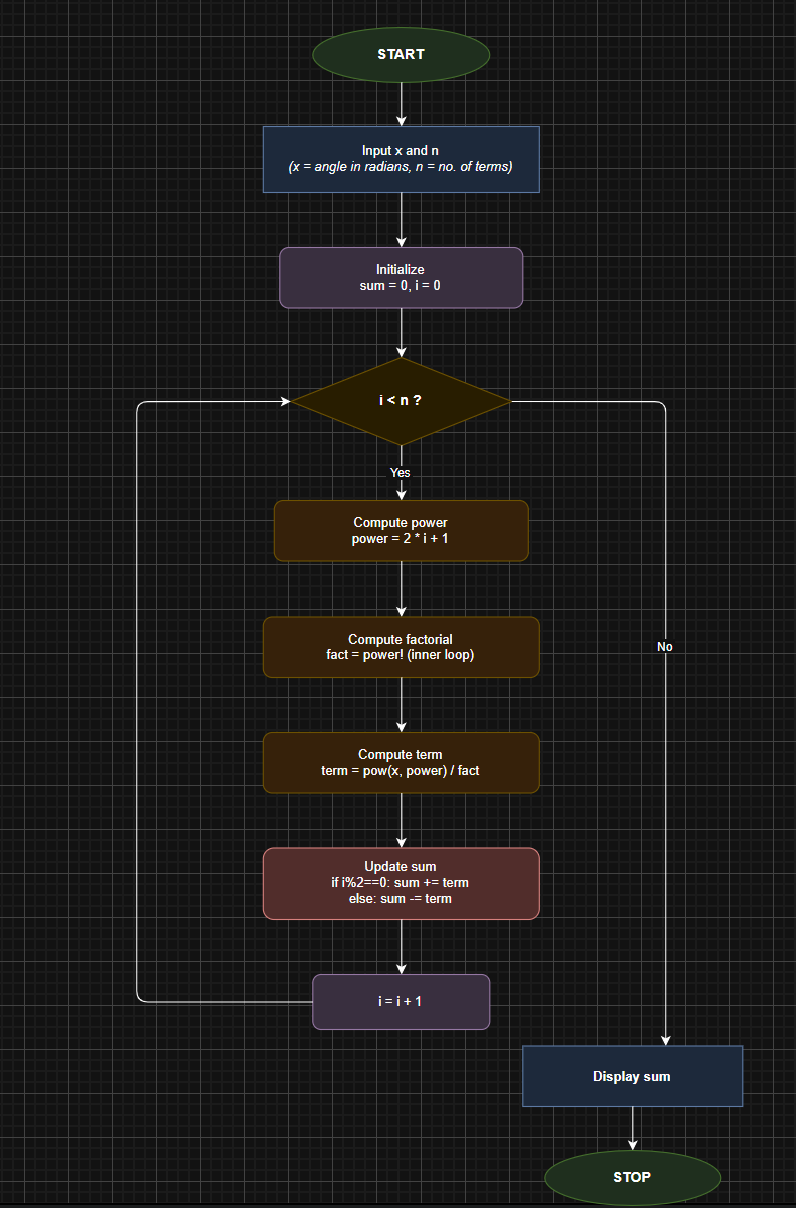 START
Input x and n
(x = angle in radians, n = no. of terms)
Initialize
sum = 0, i = 0
i < n ?
Yes
Compute power
power = 2 * i + 1
Compute factorial
fact = power! (inner loop)
No
Compute term
term = pow(x, power) / fact
Update sum
if i%2==0: sum += term
else: sum -= term
i = i + 1
Display sum
STOP